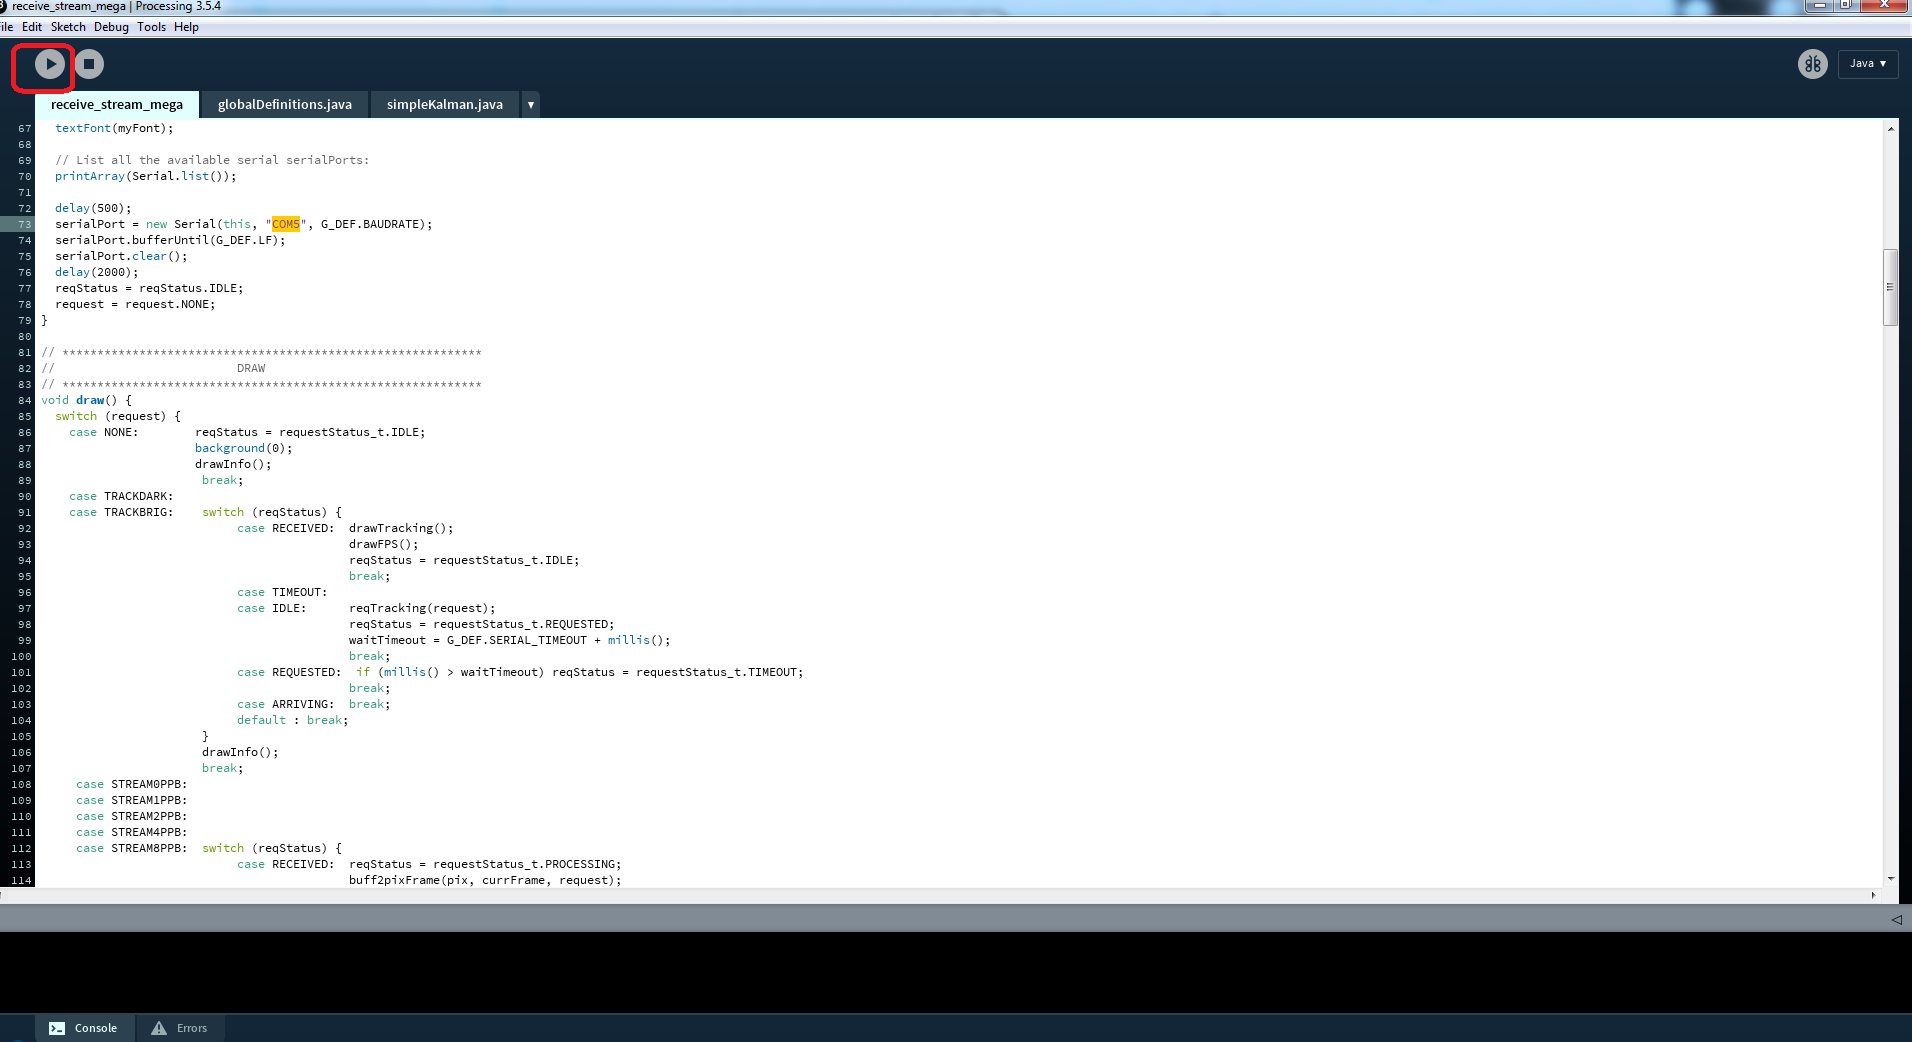 receive_stream_mega | Processing 3.5.4
ile Edit Sketch Debug Tools Help
Java ▾
receive_stream_mega globalDefinitions.java simpleKalman.java ▾
67 textFont(myFont);
68
69 // List all the available serial serialPorts:
70 printArray(Serial.list());
71
72 delay(500);
73 serialPort = new Serial(this, "COM5", G_DEF.BAUDRATE);
74 serialPort.bufferUntil(G_DEF.LF);
75 serialPort.clear();
76 delay(2000);
77 reqStatus = reqStatus.IDLE;
78 request = request.NONE;
79 }
80
81 // ************************************************************
82 // DRAW
83 // ************************************************************
84 void draw() {
85 switch (request) {
86 case NONE: reqStatus = requestStatus_t.IDLE;
87 background(0);
88 drawInfo();
89 break;
90 case TRACKDARK:
91 case TRACKBRIG: switch (reqStatus) {
92 case RECEIVED: drawTracking();
93 drawFPS();
94 reqStatus = requestStatus_t.IDLE;
95 break;
96 case TIMEOUT:
97 case IDLE: reqTracking(request);
98 reqStatus = requestStatus_t.REQUESTED;
99 waitTimeout = G_DEF.SERIAL_TIMEOUT + millis();
100 break;
101 case REQUESTED: if (millis() > waitTimeout) reqStatus = requestStatus_t.TIMEOUT;
102 break;
103 case ARRIVING: break;
104 default : break;
105 }
106 drawInfo();
107 break;
108 case STREAM0PPB:
109 case STREAM1PPB:
110 case STREAM2PPB:
111 case STREAM4PPB:
112 case STREAM8PPB: switch (reqStatus) {
113 case RECEIVED: reqStatus = requestStatus_t.PROCESSING;
114 buff2pixFrame(pix, currFrame, request);
Console Errors